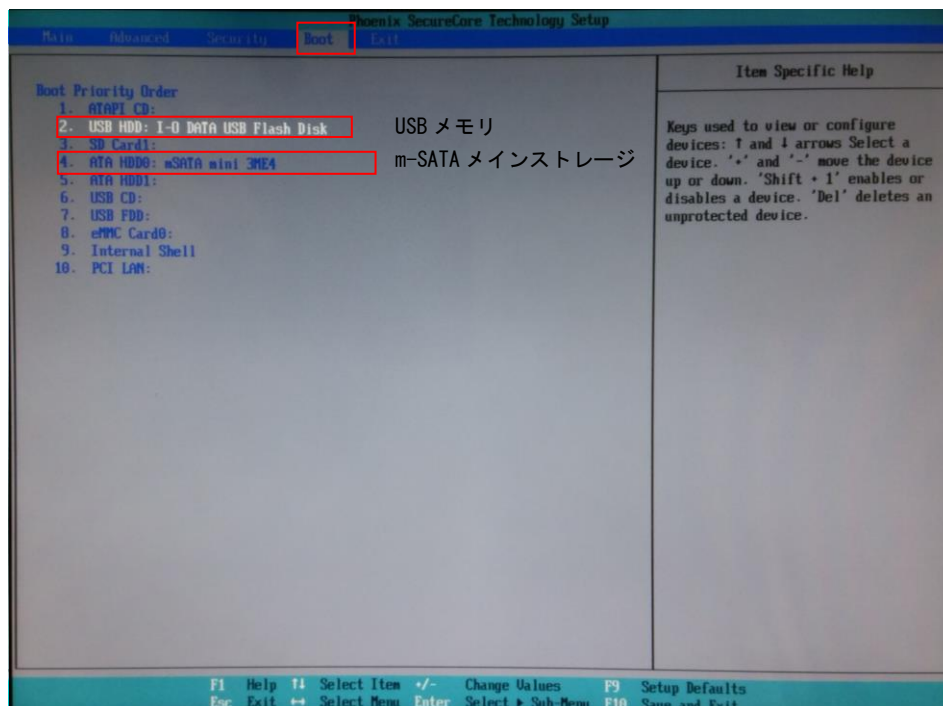 Phoenix SecureCore Technology Setup
Main Advanced Security Boot Exit
Item Specific Help
Boot Priority Order
1. ATAPI CD:
2. USB HDD: I-O DATA USB Flash Disk
USB メモリ
3. SD Card1:
4. ATA HDD0: mSATA mini 3ME4
m-SATA メインストレージ
5. ATA HDD1:
6. USB CD:
7. USB FDD:
8. eMMC Card0:
9. Internal Shell
10. PCI LAN:
Keys used to view or configure
devices: ↑ and ↓ arrows Select a
device. '+' and '-' move the device
up or down. 'Shift + 1' enables or
disables a device. 'Del' deletes an
unprotected device.
F1 Help ↑↓ Select Item +/- Change Values F9 Setup Defaults
Esc Exit ↔ Select Menu Enter Select ▶ Sub-Menu F10 Save and Exit